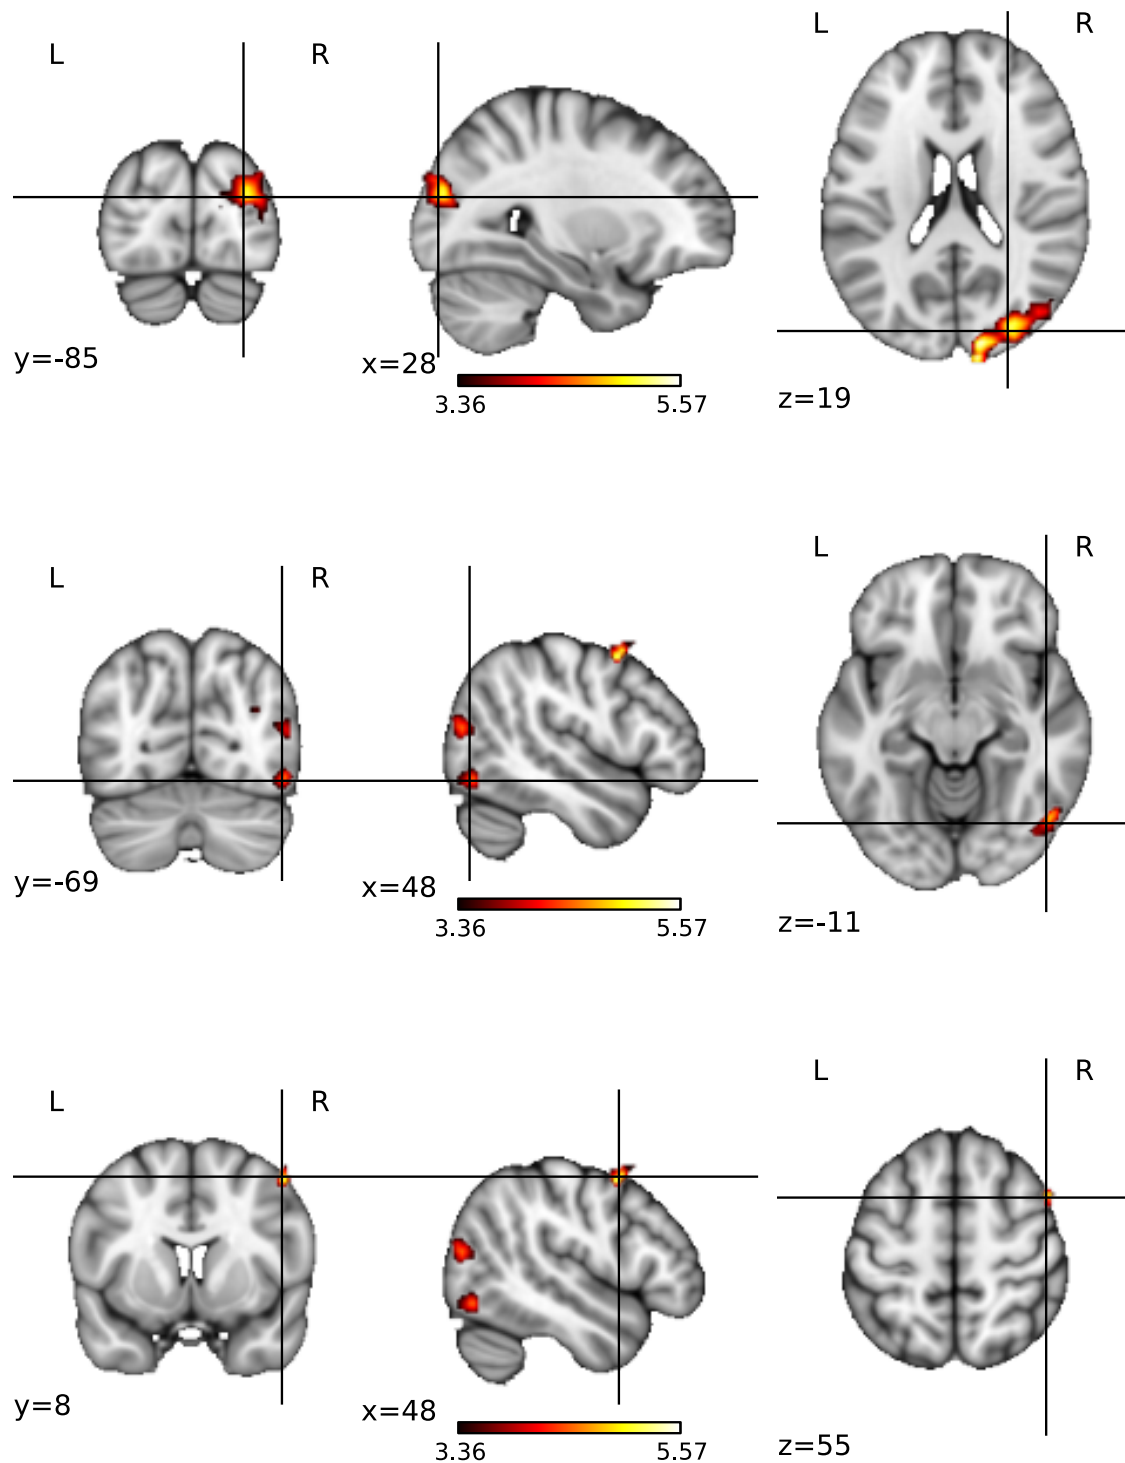 L R L R
y=-85 x=28 z=19
3.36 5.57
L R L R
y=-69 x=48 z=-11
3.36 5.57
L R L R
y=8 x=48 z=55
3.36 5.57